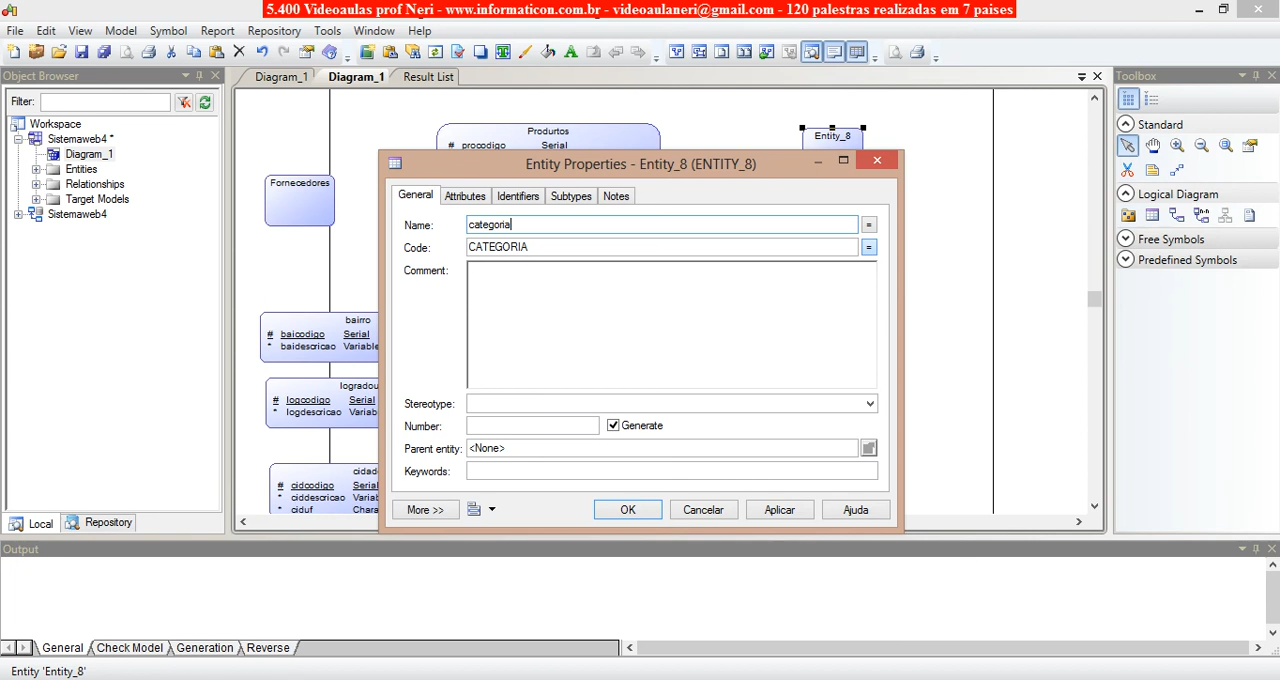 5.400 Videoaulas prof Neri - www.informaticon.com.br - videoaulaneri@gmail.com - 120 palestras realizadas em 7 paises
File Edit View Model Symbol Report Repository Tools Window Help
Object Browser
Diagram_1 Diagram_1 Result List
Toolbox
Filter:
Workspace
Sistemaweb4 *
Diagram_1
Entities
Relationships
Target Models
Sistemaweb4
Local Repository
Produrtos
# procodigo Serial
Entity_8
Fornecedores
bairro
# baicodigo Serial
* baidescricao Variable
logradou
# logcodigo Serial
* logdescricao Variab
cidad
# cidcodigo Serial
* ciddescricao Variab
ciduf Chara
Entity Properties - Entity_8 (ENTITY_8)
General Attributes Identifiers Subtypes Notes
Name: categoria =
Code: CATEGORIA =
Comment:
Stereotype:
Number: Generate
Parent entity: <None>
Keywords:
More >> OK Cancelar Aplicar Ajuda
Standard
Logical Diagram
Free Symbols
Predefined Symbols
Output
General Check Model Generation Reverse
Entity 'Entity_8'